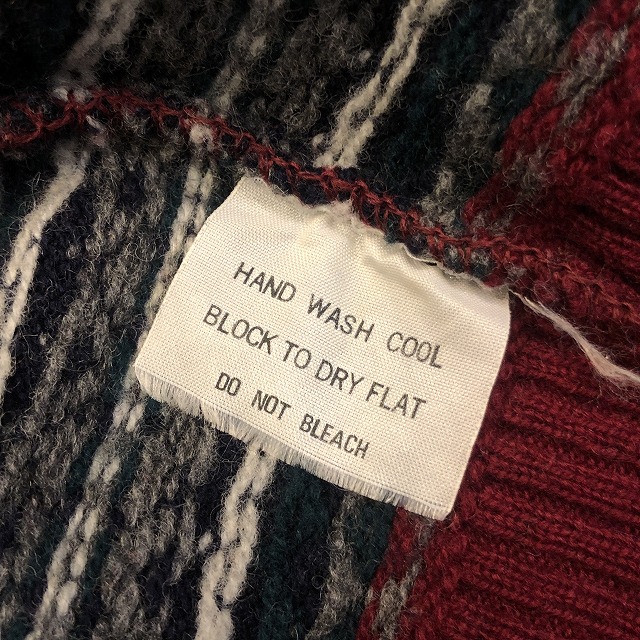 HAND WASH COOL
BLOCK TO DRY FLAT
DO NOT BLEACH